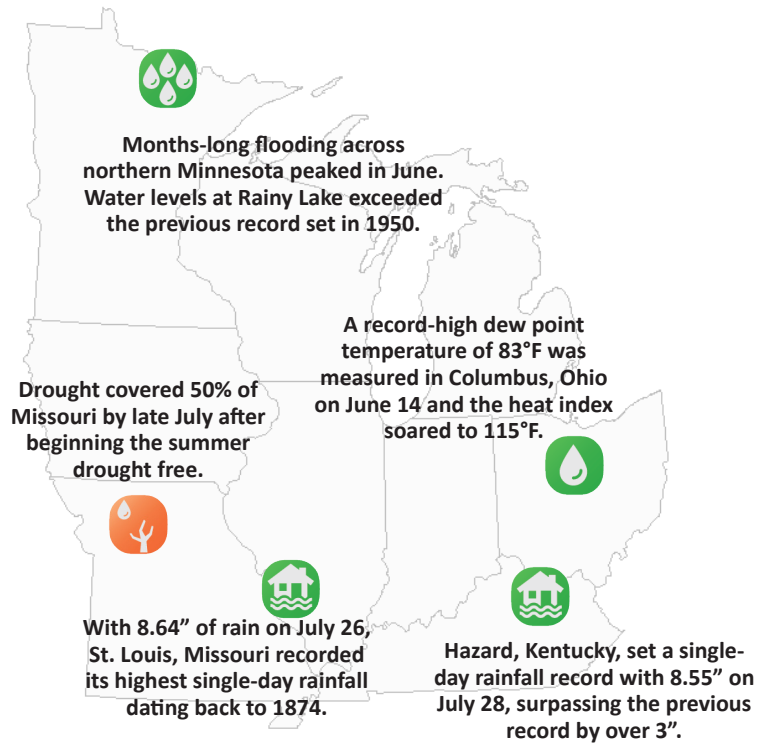 Months-long flooding across
northern Minnesota peaked in June.
Water levels at Rainy Lake exceeded
the previous record set in 1950.
A record-high dew point
temperature of 83°F was
measured in Columbus, Ohio
on June 14 and the heat index
soared to 115°F.
Drought covered 50% of
Missouri by late July after
beginning the summer
drought free.
With 8.64” of rain on July 26,
St. Louis, Missouri recorded
its highest single-day rainfall
dating back to 1874.
Hazard, Kentucky, set a single-
day rainfall record with 8.55” on
July 28, surpassing the previous
record by over 3”.